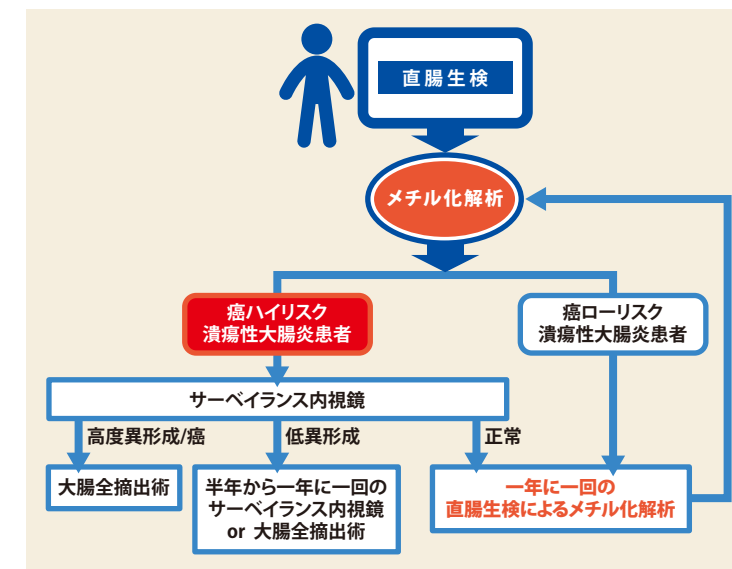 直腸生検
メチル化解析
癌ハイリスク
潰瘍性大腸炎患者
癌ローリスク
潰瘍性大腸炎患者
サーベイランス内視鏡
高度異形成/癌
低異形成
正常
大腸全摘出術
半年から一年に一回の
サーベイランス内視鏡
or 大腸全摘出術
一年に一回の
直腸生検によるメチル化解析